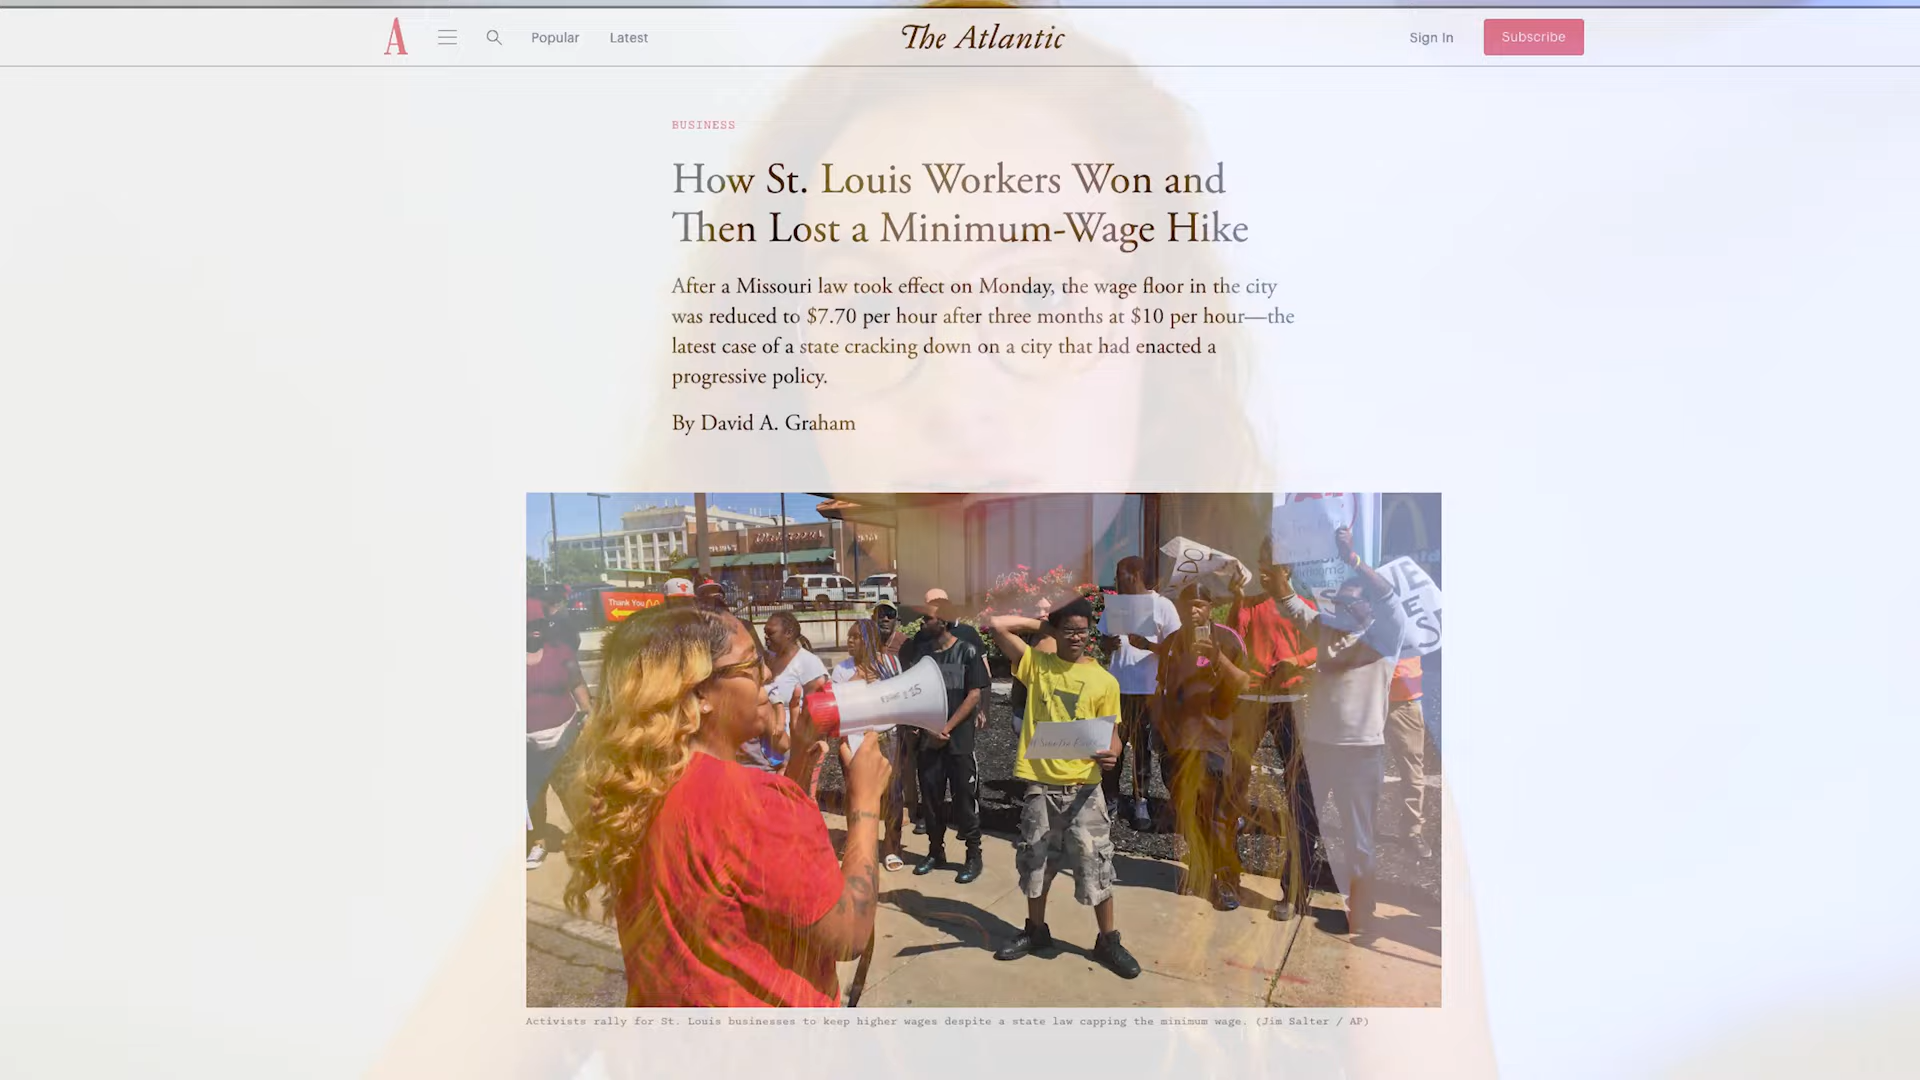 A
Popular
Latest
The Atlantic
Sign In
Subscribe
BUSINESS
How St. Louis Workers Won and
Then Lost a Minimum-Wage Hike
After a Missouri law took effect on Monday, the wage floor in the city
was reduced to $7.70 per hour after three months at $10 per hour—the
latest case of a state cracking down on a city that had enacted a
progressive policy.
By David A. Graham
Thank You
Activists rally for St. Louis businesses to keep higher wages despite a state law capping the minimum wage. (Jim Salter / AP)